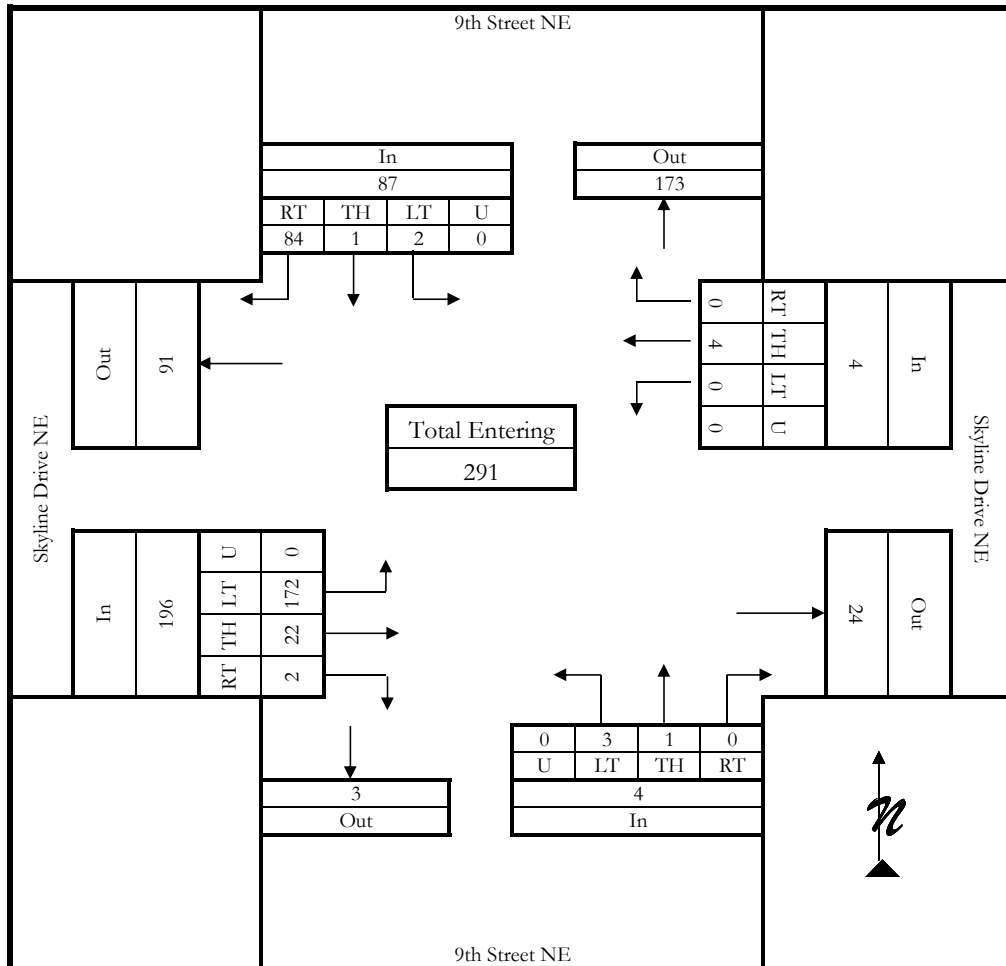 9th Street NE
In
87
RT TH LT U
84 1 2 0
Out
173
Out
91
RT 0
TH 4
LT 0
U 0
4
In
Total Entering
291
Skyline Drive NE
Skyline Drive NE
In
196
U 0
LT 172
TH 22
RT 2
24
Out
0 3 1 0
U LT TH RT
4
In
3
Out
n
9th Street NE